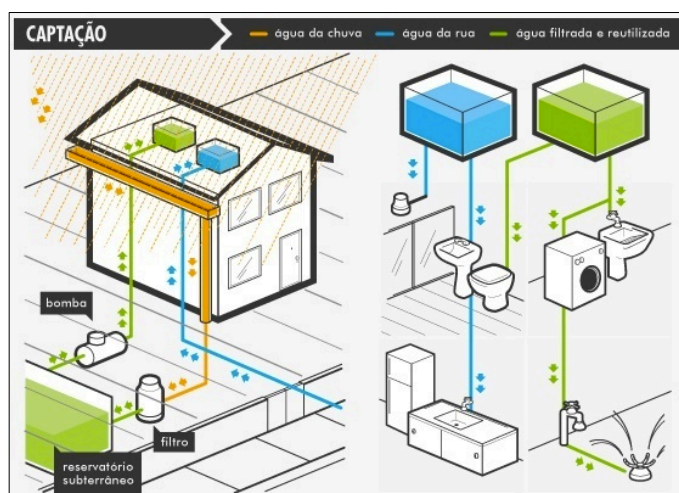 CAPTAÇÃO
água da chuva
água da rua
água filtrada e reutilizada
bomba
filtro
reservatório
subterrâneo